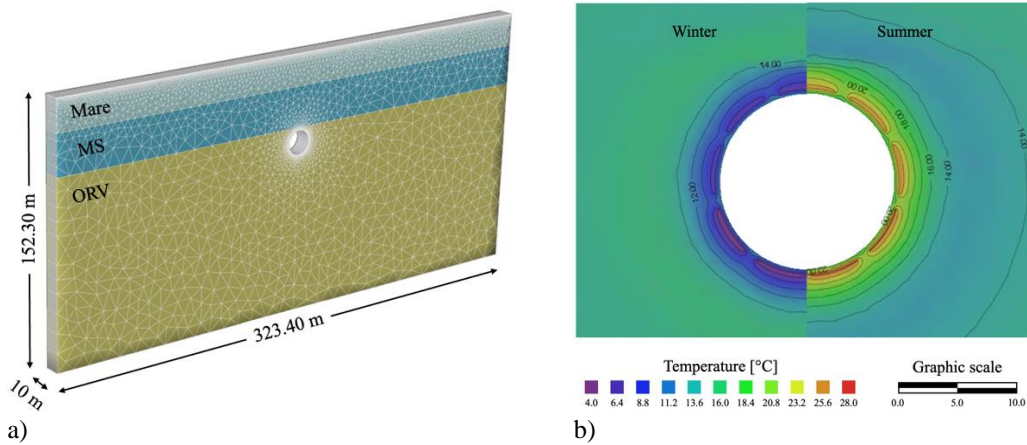 Mare
MS
ORV
152.30 m
323.40 m
10 m
a)
Winter
Summer
14.00
20.00
18.00
16.00
14.00
14.00
12.00
Temperature [°C]
4.0 6.4 8.8 11.2 13.6 16.0 18.4 20.8 23.2 25.6 28.0
Graphic scale
0.0 5.0 10.0
b)